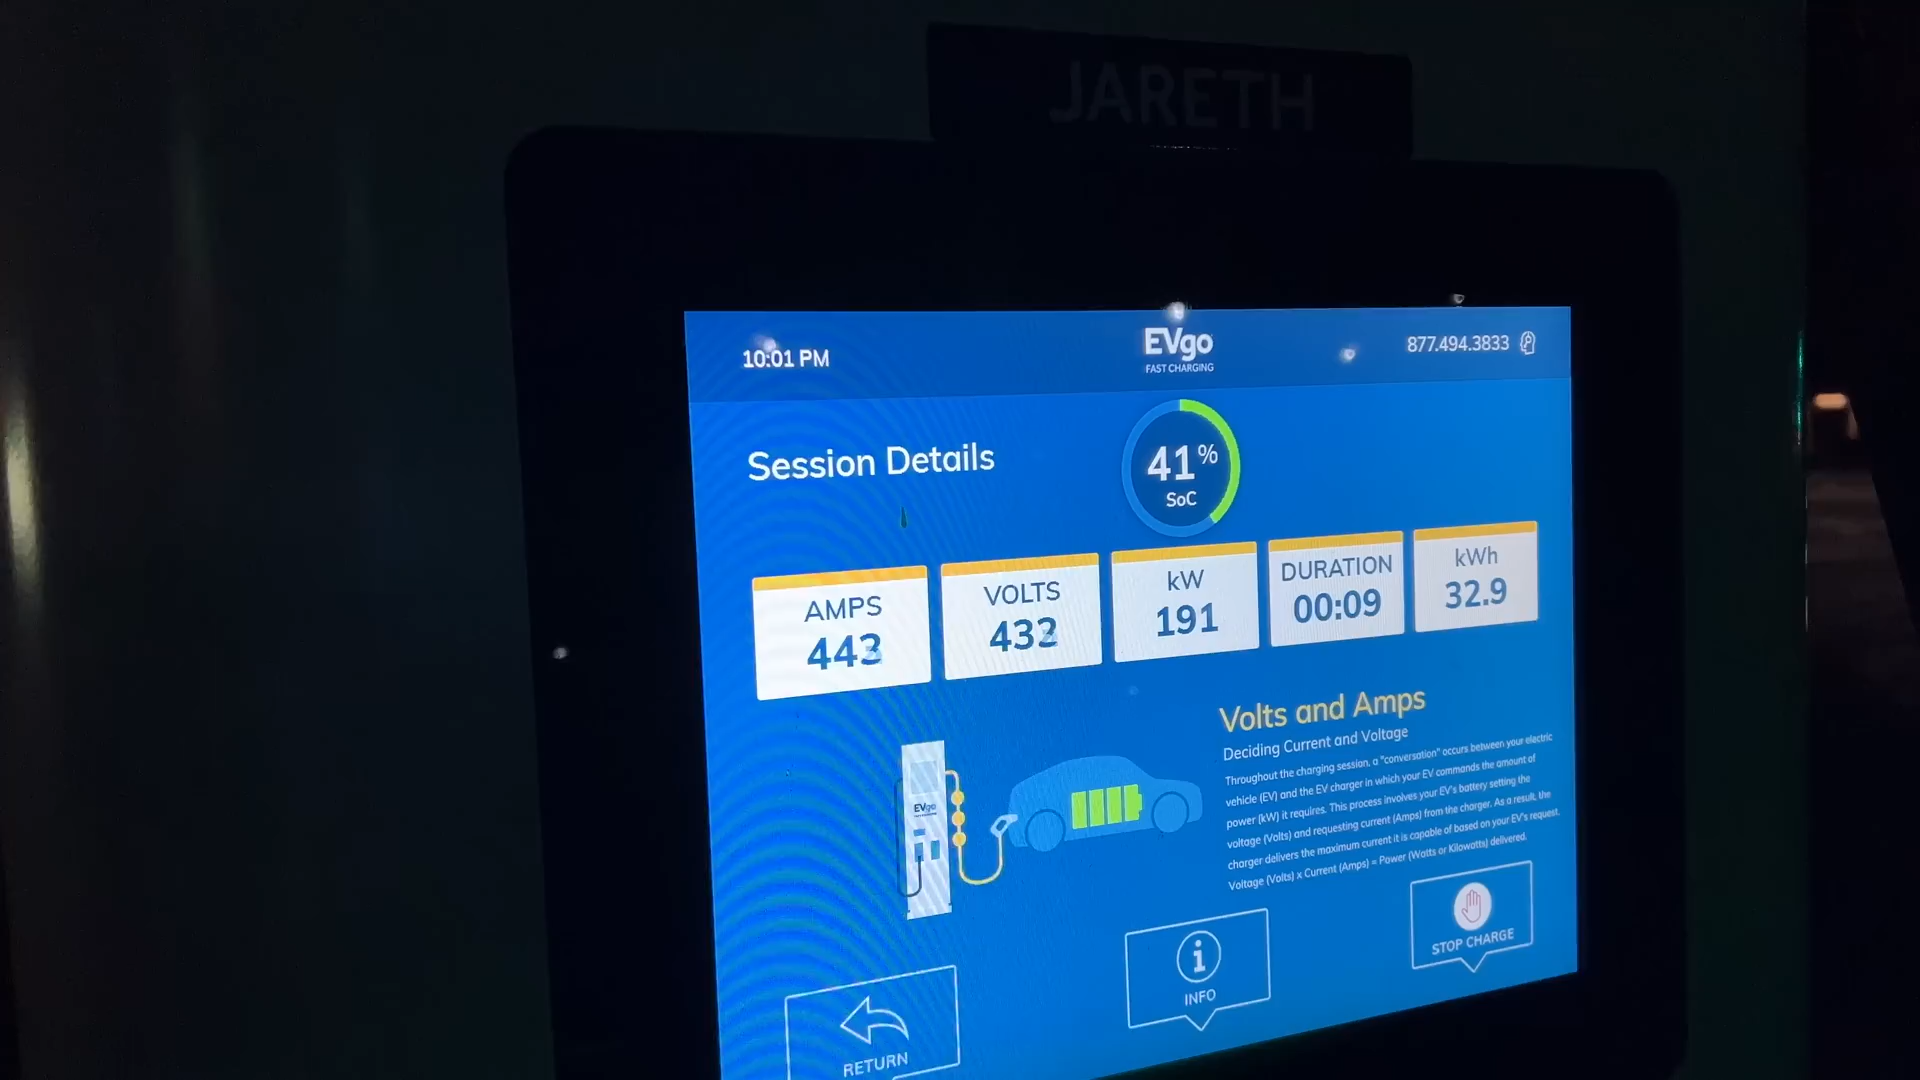 JARETH
10:01 PM
EVgo
FAST CHARGING
877.494.3833
Session Details
41%
SoC
AMPS
443
VOLTS
432
kW
191
DURATION
00:09
kWh
32.9
Volts and Amps
Deciding Current and Voltage
Throughout the charging session, a "conversation" occurs between your electric
vehicle (EV) and the EV charger in which your EV commands the amount of
power (kW) it requires. This process involves your EV's battery setting the
voltage (Volts) and requesting current (Amps) from the charger. As a result, the
charger delivers the maximum current it is capable of based on your EV's request.
Voltage (Volts) x Current (Amps) = Power (Watts or Kilowatts) delivered.
EVgo
RETURN
INFO
STOP CHARGE